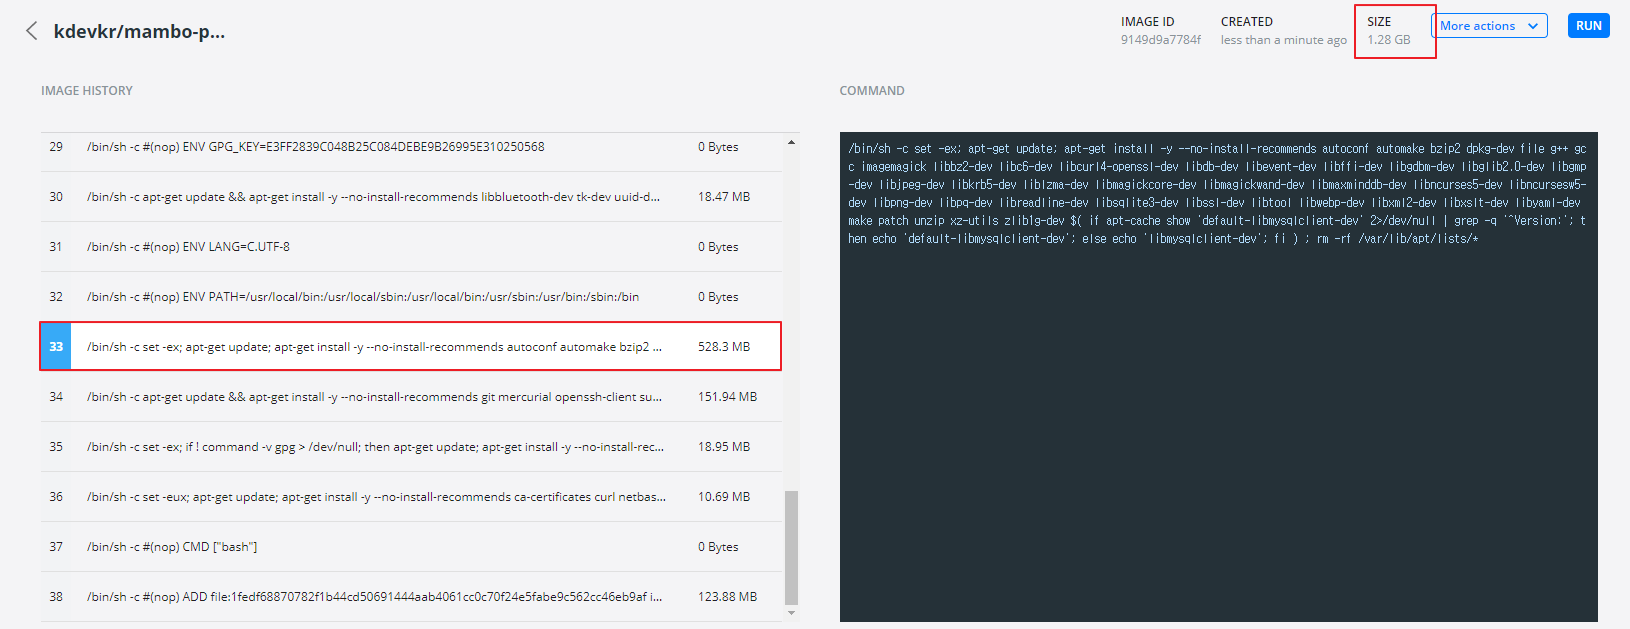 kdevkr/mambo-p...
IMAGE ID
9149d9a7784f
CREATED
less than a minute ago
SIZE
1.28 GB
More actions
RUN
IMAGE HISTORY
29 /bin/sh -c #(nop) ENV GPG_KEY=E3FF2839C048B25C084DEBE9B26995E310250568 0 Bytes
30 /bin/sh -c apt-get update && apt-get install -y --no-install-recommends libbluetooth-dev tk-dev uuid-d... 18.47 MB
31 /bin/sh -c #(nop) ENV LANG=C.UTF-8 0 Bytes
32 /bin/sh -c #(nop) ENV PATH=/usr/local/bin:/usr/local/sbin:/usr/local/bin:/usr/sbin:/usr/bin:/sbin:/bin 0 Bytes
33 /bin/sh -c set -ex; apt-get update; apt-get install -y --no-install-recommends autoconf automake bzip2 ... 528.3 MB
34 /bin/sh -c apt-get update && apt-get install -y --no-install-recommends git mercurial openssh-client su... 151.94 MB
35 /bin/sh -c set -ex; if ! command -v gpg > /dev/null; then apt-get update; apt-get install -y --no-install-rec... 18.95 MB
36 /bin/sh -c set -eux; apt-get update; apt-get install -y --no-install-recommends ca-certificates curl netbas... 10.69 MB
37 /bin/sh -c #(nop) CMD ["bash"] 0 Bytes
38 /bin/sh -c #(nop) ADD file:1fedf68870782f1b44cd50691444aab4061cc0c70f24e5fabe9c562cc46eb9af i... 123.88 MB
COMMAND
/bin/sh -c set -ex; apt-get update; apt-get install -y --no-install-recommends autoconf automake bzip2 dpkg-dev file g++ gc
c imagemagick libbz2-dev libc6-dev libcurl4-openssl-dev libdb-dev libevent-dev libffi-dev libgdbm-dev libglib2.0-dev libgmp
-dev libjpeg-dev libkrb5-dev liblzma-dev libmagickcore-dev libmagickwand-dev libmaxminddb-dev libncurses5-dev libncursesw5-
dev libpng-dev libpq-dev libreadline-dev libsqlite3-dev libssl-dev libtool libwebp-dev libxml2-dev libxslt-dev libyaml-dev
make patch unzip xz-utils zlib1g-dev $( if apt-cache show 'default-libmysqlclient-dev' 2>/dev/null | grep -q '^Version:'; t
hen echo 'default-libmysqlclient-dev'; else echo 'libmysqlclient-dev'; fi ) ; rm -rf /var/lib/apt/lists/*